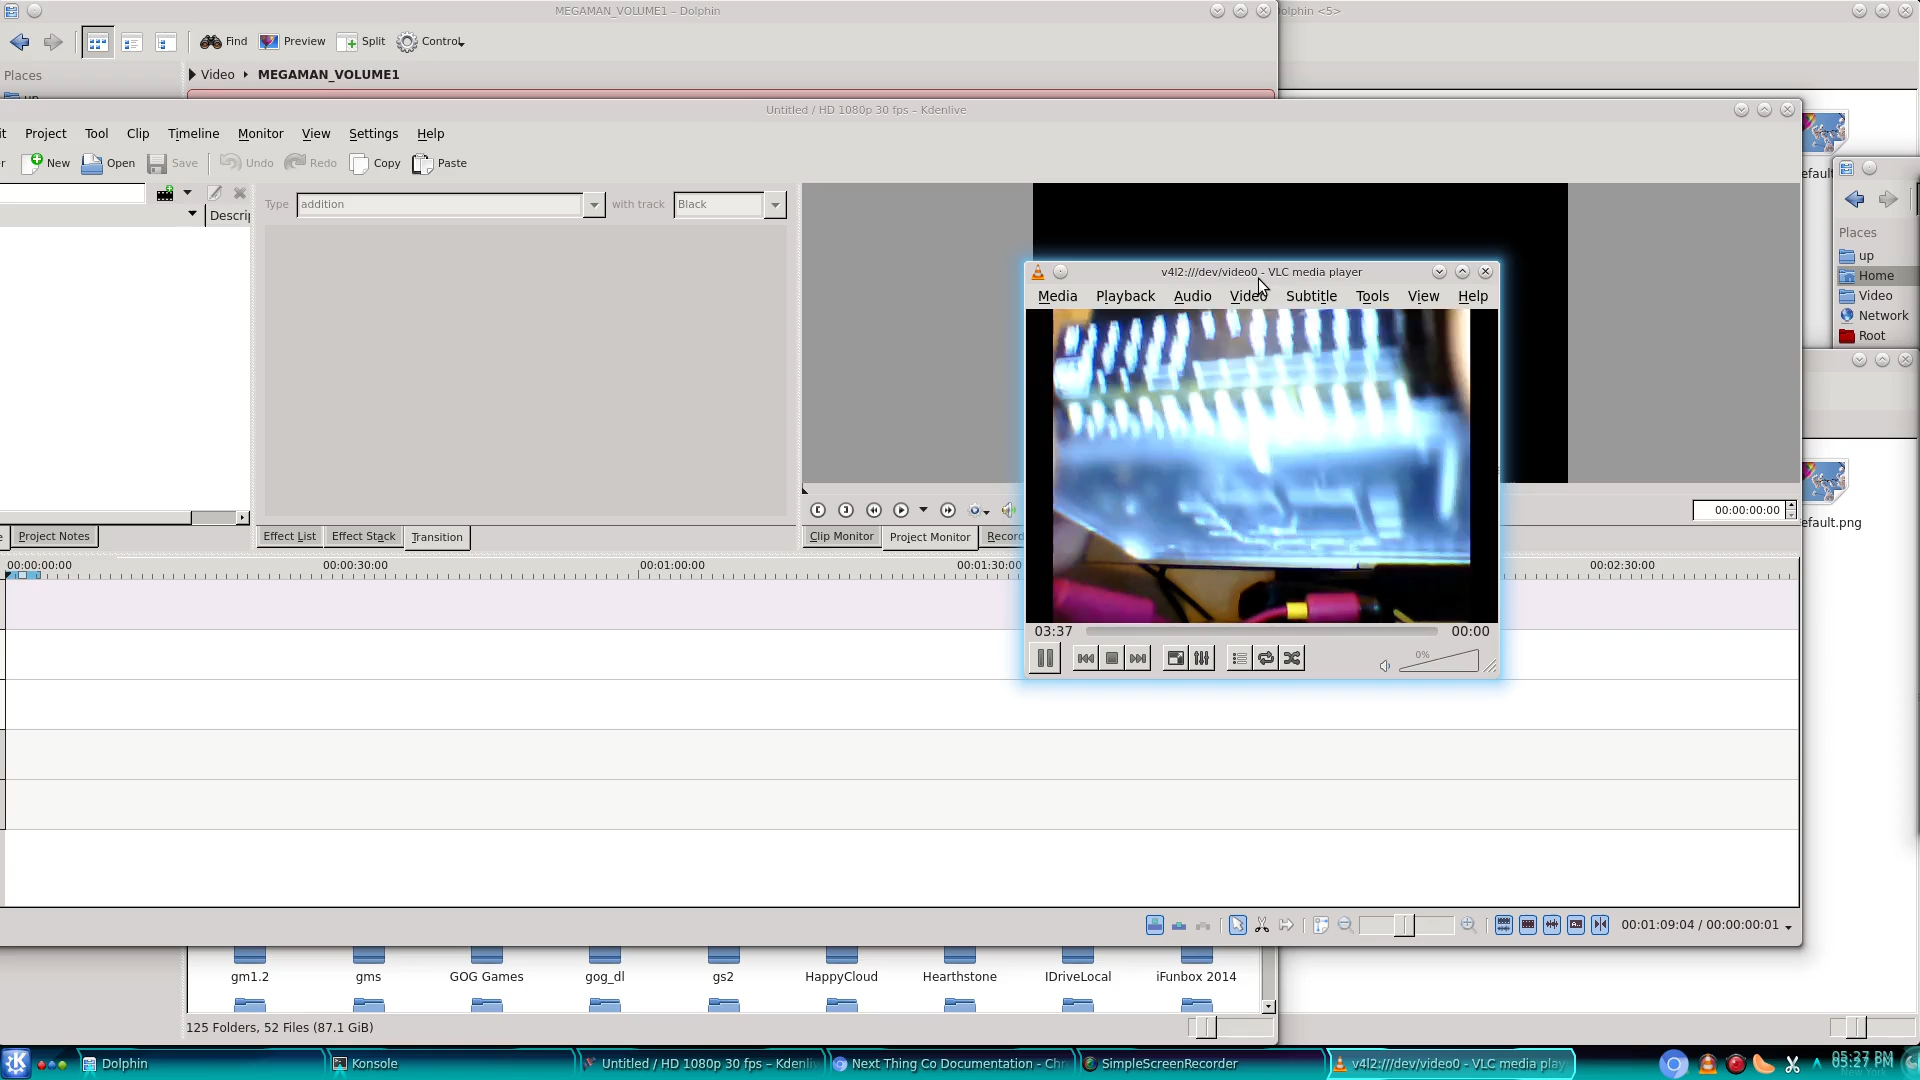 MEGAMAN_VOLUME1 – Dolphin
olphin <5>
Find
Preview
Split
Control
Places
Video
MEGAMAN_VOLUME1
up
Untitled / HD 1080p 30 fps – Kdenlive
it Project Tool Clip Timeline Monitor View Settings Help
r New Open Save Undo Redo Copy Paste
Type addition with track Black
Descrip
efault
v4l2:///dev/video0 - VLC media player
Media Playback Audio Video Subtitle Tools View Help
Places
up
Home
Video
Network
Root
00:00:00:00
efault.png
e Project Notes
Effect List Effect Stack Transition
Clip Monitor Project Monitor Record
00:00:00:00 00:00:30:00 00:01:00:00 00:01:30:00 00:02:30:00
03:37 00:00
0%
00:01:09:04 / 00:00:00:01
gm1.2 gms GOG Games gog_dl gs2 HappyCloud Hearthstone IDriveLocal iFunbox 2014
125 Folders, 52 Files (87.1 GiB)
Dolphin
Konsole
Untitled / HD 1080p 30 fps – Kdenliv
Next Thing Co Documentation - Chr
SimpleScreenRecorder
v4l2:///dev/video0 - VLC media play
05:27 PM